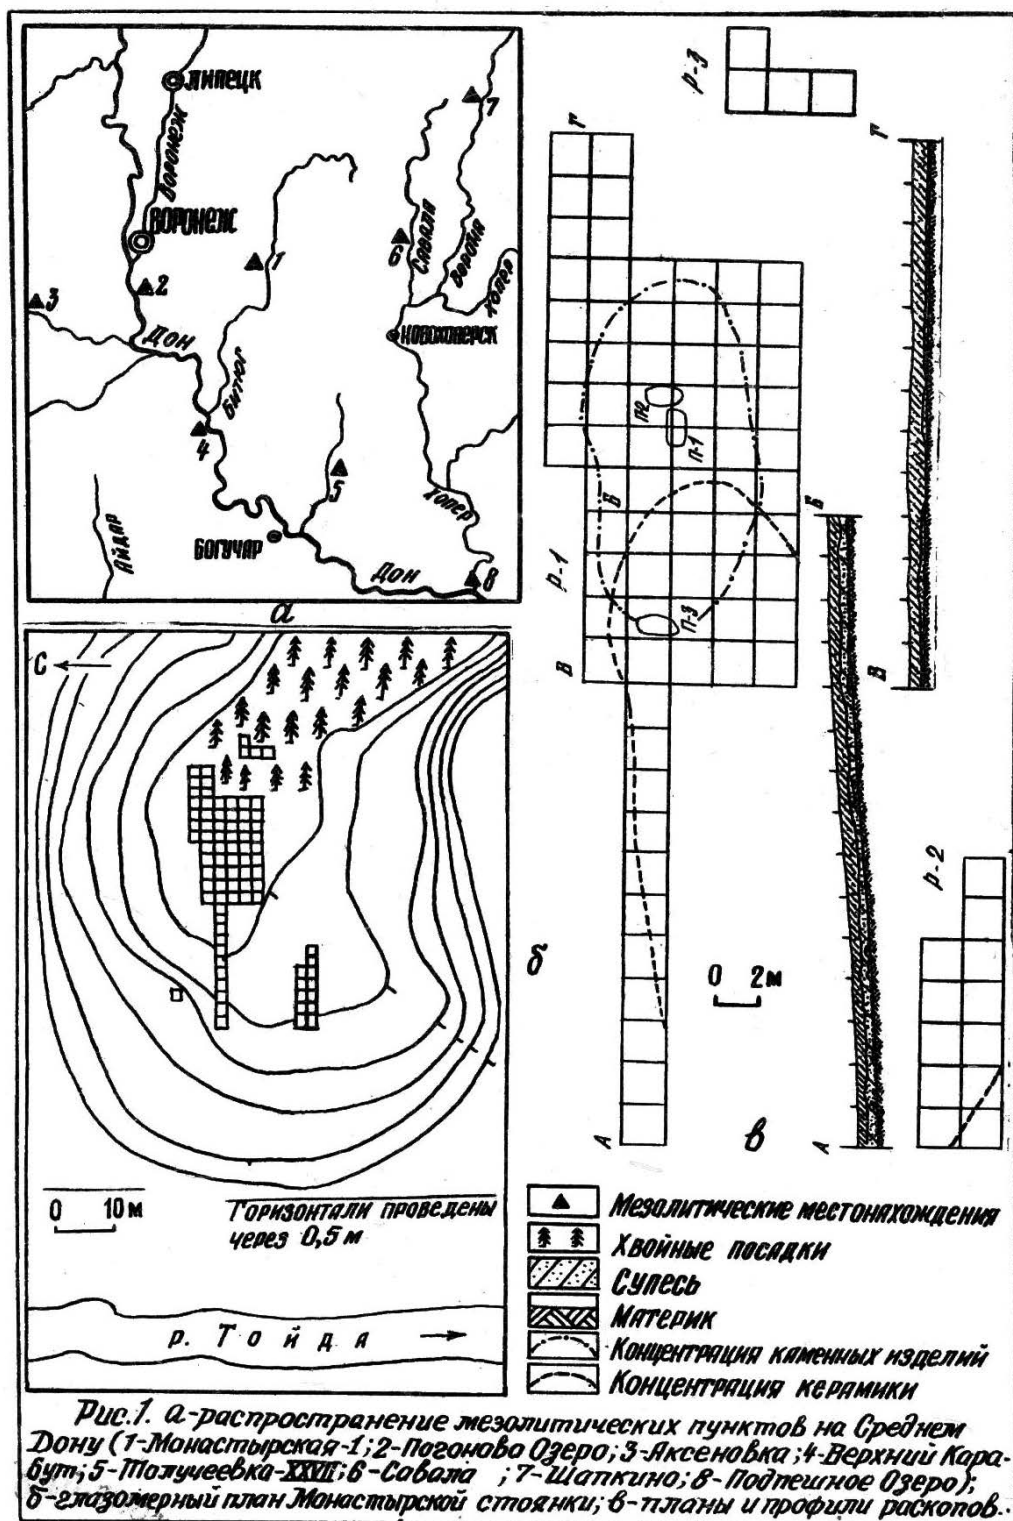 ЛИПЕЦК
ВОРОНЕЖ
ВОРОНЕЖ
7
1
2
3
6
САВАЛА
ВОРОНА
ХОПЕР
ДОН
БИТЮГ
НОВОХОПЕРСК
4
5
АЙДАР
БОГУЧАР
ХОПЕР
ДОН
8
а
С
0 10 м
Горизонтали проведены
через 0,5 м
р. Тойда
б
р-3
Г
Г
П-2
П-1
Б
Б
р-1
П-3
В
В
р-2
0 2м
А
в
А
Мезолитические местонахождения
Хвойные посадки
Супесь
Материк
Концентрация каменных изделий
Концентрация керамики
Рис.1. а-распространение мезолитических пунктов на Среднем
Дону (1-Монастырская-1; 2-Погоново Озеро; 3-Аксеновка; 4-Верхний Кара-
бут; 5-Толучеевка-XXVII; 6-Савала ; 7-Шапкино; 8-Подпешное Озеро);
б-глазомерный план Монастырской стоянки; в-планы и профили раскопов.